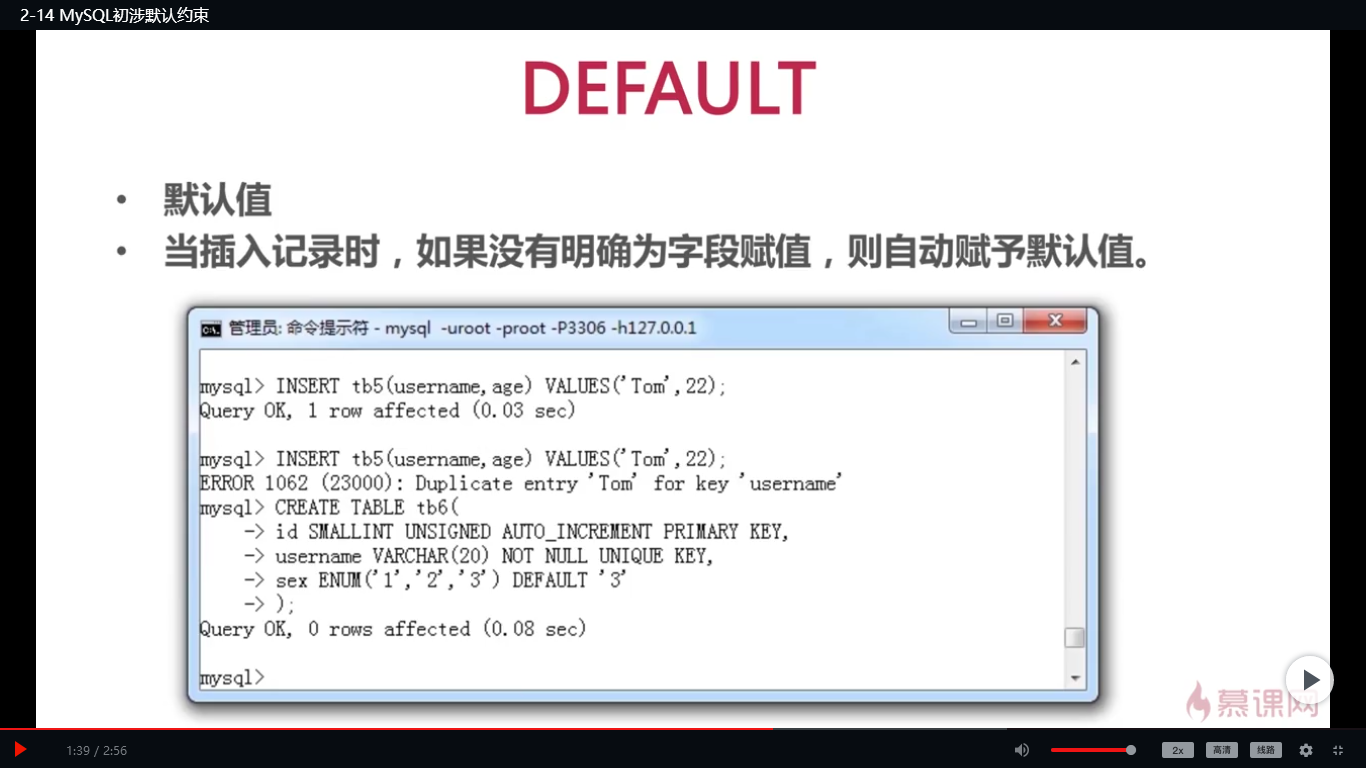 2-14 MySQL初涉默认约束
DEFAULT
• 默认值
• 当插入记录时，如果没有明确为字段赋值，则自动赋予默认值。
管理员: 命令提示符 - mysql  -uroot -proot -P3306 -h127.0.0.1
mysql> INSERT tb5(username,age) VALUES('Tom',22);
Query OK, 1 row affected (0.03 sec)
mysql> INSERT tb5(username,age) VALUES('Tom',22);
ERROR 1062 (23000): Duplicate entry 'Tom' for key 'username'
mysql> CREATE TABLE tb6(
    -> id SMALLINT UNSIGNED AUTO_INCREMENT PRIMARY KEY,
    -> username VARCHAR(20) NOT NULL UNIQUE KEY,
    -> sex ENUM('1','2','3') DEFAULT '3'
    -> );
Query OK, 0 rows affected (0.08 sec)
mysql>
慕课网
1:39 / 2:56
2x
高清
线路